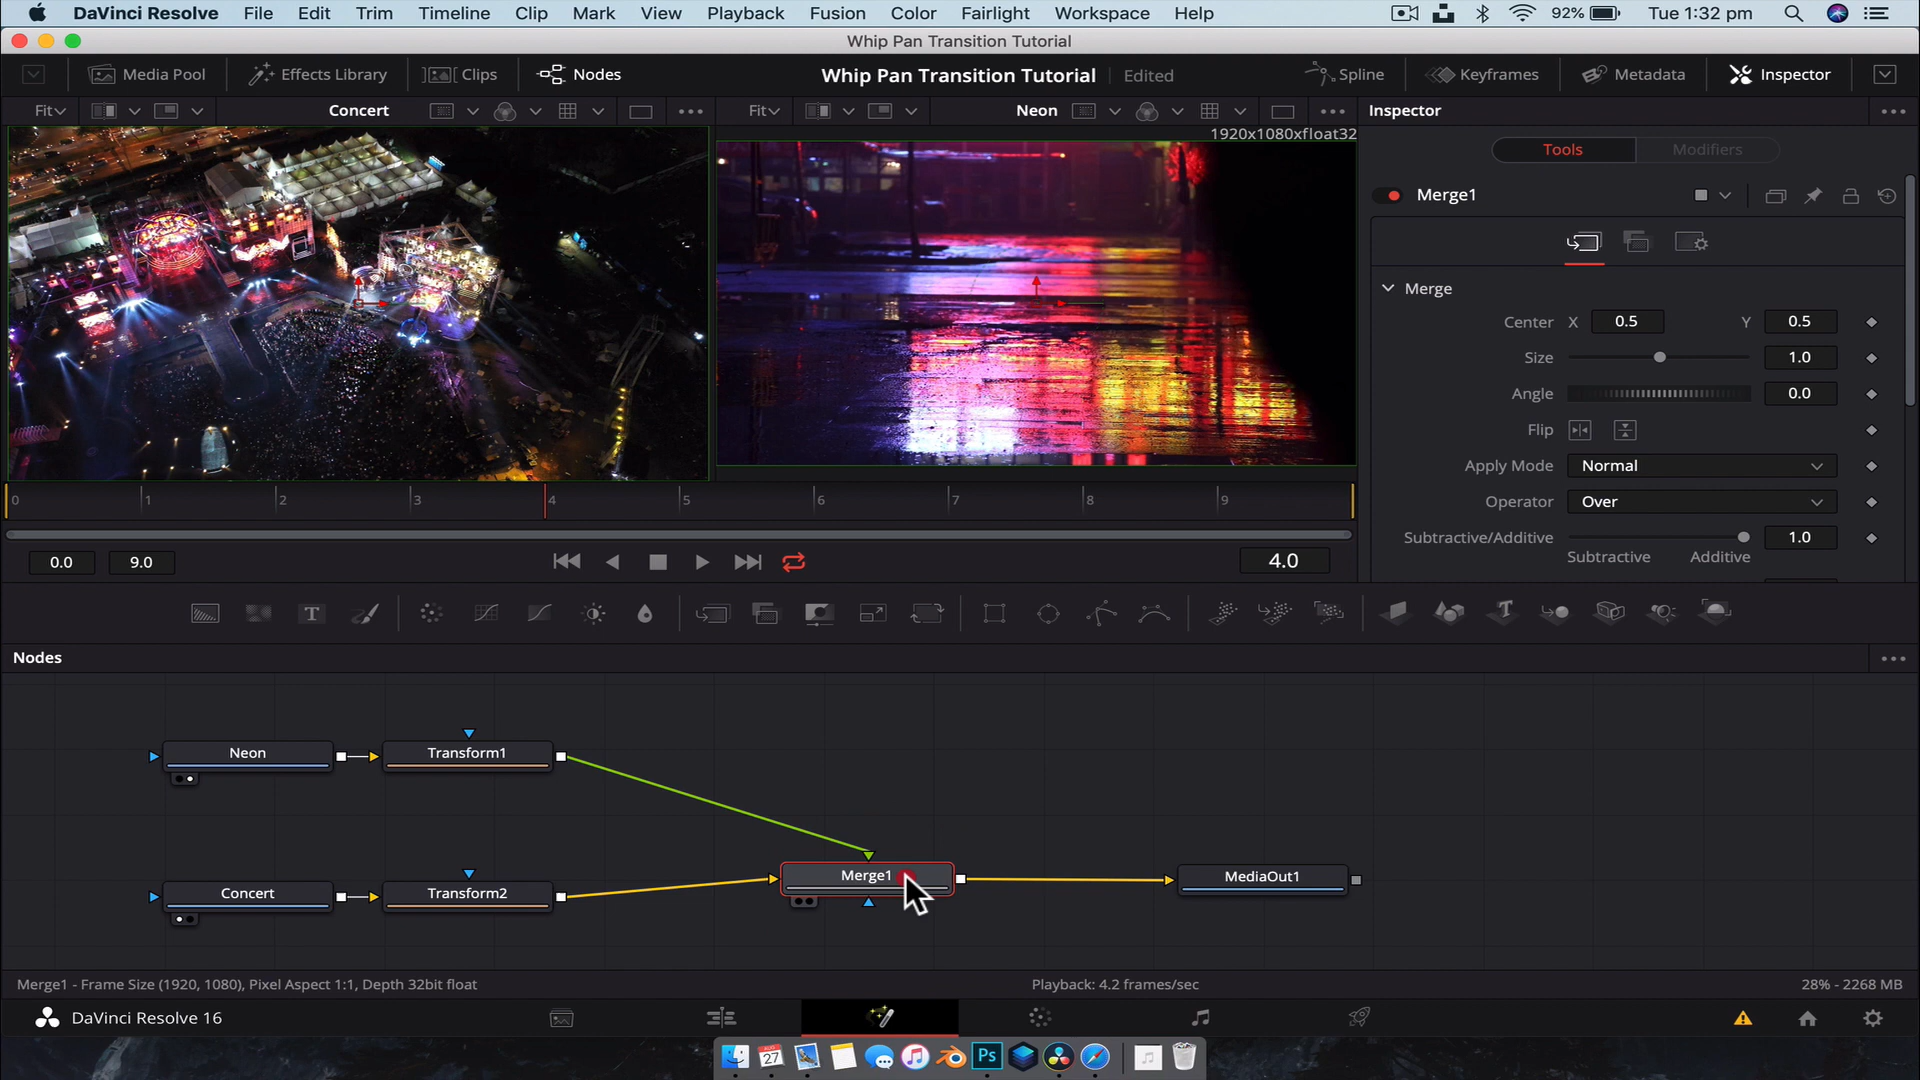 DaVinci Resolve File Edit Trim Timeline Clip Mark View Playback Fusion Color Fairlight Workspace Help 92% Tue 1:32 pm
Whip Pan Transition Tutorial
Media Pool Effects Library Clips Nodes Whip Pan Transition Tutorial Edited Spline Keyframes Metadata Inspector
Fit Concert Fit Neon Inspector
1920x1080xfloat32
Tools Modifiers
Merge1
Merge
Center X 0.5 Y 0.5
Size 1.0
Angle 0.0
Flip
Apply Mode Normal
Operator Over
0 1 2 3 4 5 6 7 8 9
Subtractive/Additive 1.0
Subtractive Additive
0.0 9.0 4.0
T T
Nodes
Neon Transform1
Merge1 MediaOut1
Concert Transform2
Merge1 - Frame Size (1920, 1080), Pixel Aspect 1:1, Depth 32bit float Playback: 4.2 frames/sec 28% - 2268 MB
DaVinci Resolve 16
AUG
27
Ps